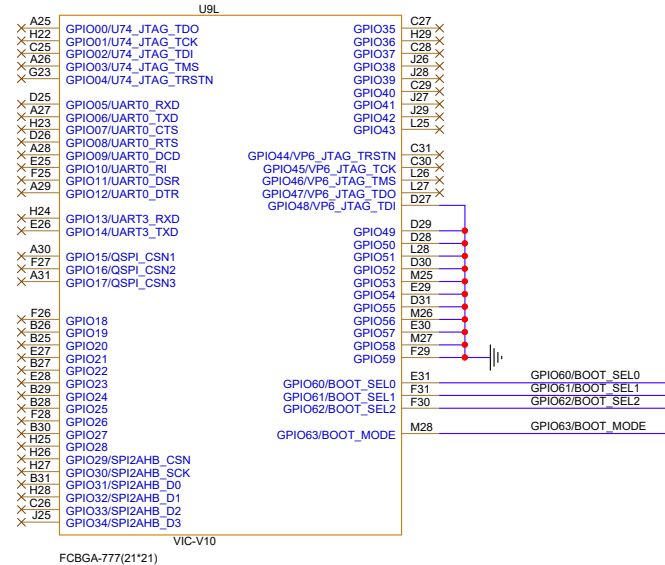 U9L
A25 GPIO00/U74_JTAG_TDO
H22 GPIO01/U74_JTAG_TCK
C25 GPIO02/U74_JTAG_TDI
A26 GPIO03/U74_JTAG_TMS
G23 GPIO04/U74_JTAG_TRSTN
D25 GPIO05/UART0_RXD
A27 GPIO06/UART0_TXD
H23 GPIO07/UART0_CTS
D26 GPIO08/UART0_RTS
A28 GPIO09/UART0_DCD
E25 GPIO10/UART0_RI
F25 GPIO11/UART0_DSR
A29 GPIO12/UART0_DTR
H24 GPIO13/UART3_RXD
E26 GPIO14/UART3_TXD
A30 GPIO15/QSPI_CSN1
F27 GPIO16/QSPI_CSN2
A31 GPIO17/QSPI_CSN3
F26 GPIO18
B26 GPIO19
B25 GPIO20
E27 GPIO21
B27 GPIO22
E28 GPIO23
B29 GPIO24
B28 GPIO25
F28 GPIO26
B30 GPIO27
H25 GPIO28
H26 GPIO29/SPI2AHB_CSN
H27 GPIO30/SPI2AHB_SCK
B31 GPIO31/SPI2AHB_D0
H28 GPIO32/SPI2AHB_D1
C26 GPIO33/SPI2AHB_D2
J25 GPIO34/SPI2AHB_D3
GPIO35 C27
GPIO36 H29
GPIO37 C28
GPIO38 J26
GPIO39 J28
GPIO40 C29
GPIO41 J27
GPIO42 J29
GPIO43 L25
GPIO44/VP6_JTAG_TRSTN C31
GPIO45/VP6_JTAG_TCK C30
GPIO46/VP6_JTAG_TMS L26
GPIO47/VP6_JTAG_TDO L27
GPIO48/VP6_JTAG_TDI D27
GPIO49 D29
GPIO50 D28
GPIO51 L28
GPIO52 D30
GPIO53 M25
GPIO54 E29
GPIO55 D31
GPIO56 M26
GPIO57 E30
GPIO58 M27
GPIO59 F29
GPIO60/BOOT_SEL0 E31 GPIO60/BOOT_SEL0
GPIO61/BOOT_SEL1 F31 GPIO61/BOOT_SEL1
GPIO62/BOOT_SEL2 F30 GPIO62/BOOT_SEL2
GPIO63/BOOT_MODE M28 GPIO63/BOOT_MODE
VIC-V10
FCBGA-777(21*21)